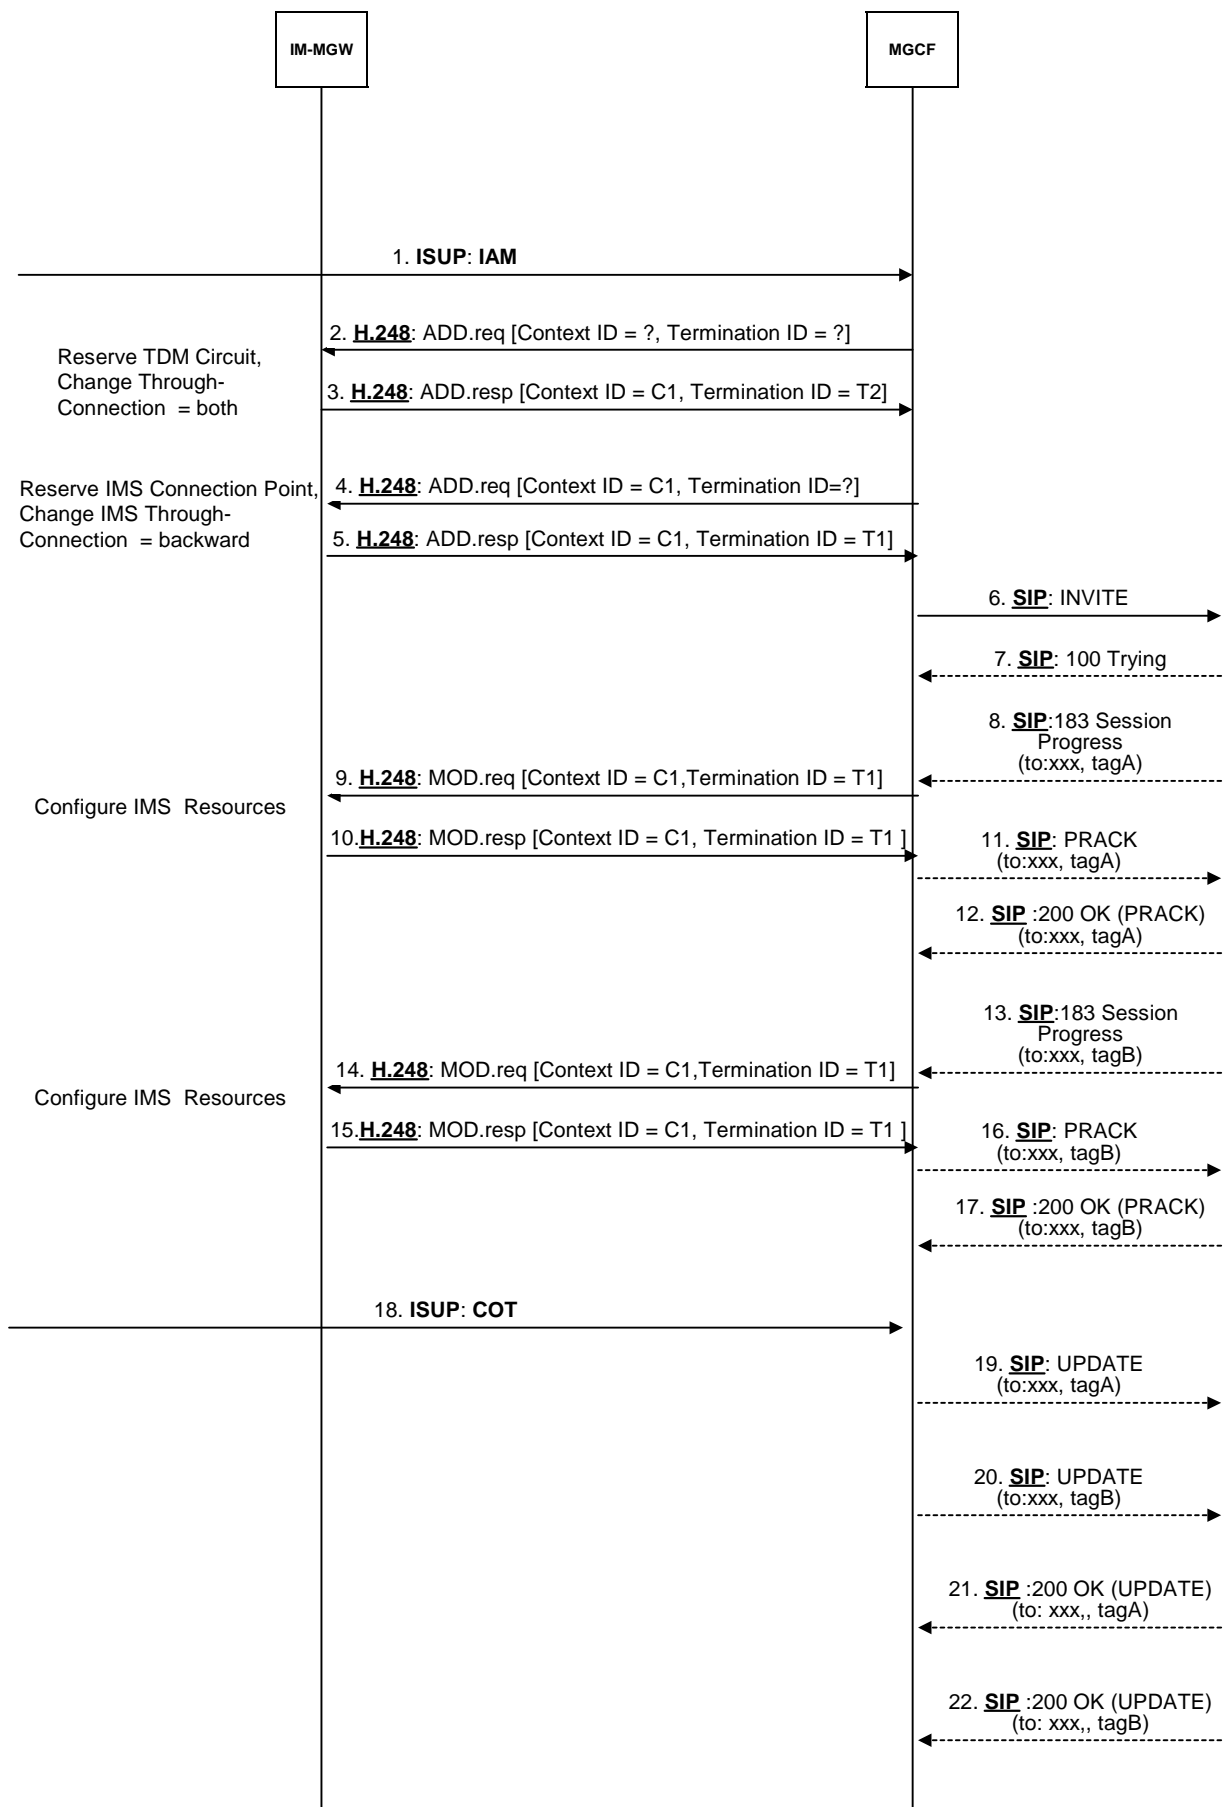 IM-MGW
MGCF
1. ISUP: IAM
2. H.248: ADD.req [Context ID = ?, Termination ID = ?]
Reserve TDM Circuit,
Change Through-
Connection = both
3. H.248: ADD.resp [Context ID = C1, Termination ID = T2]
Reserve IMS Connection Point,
Change IMS Through-
Connection = backward
4. H.248: ADD.req [Context ID = C1, Termination ID=?]
5. H.248: ADD.resp [Context ID = C1, Termination ID = T1]
6. SIP: INVITE
7. SIP: 100 Trying
8. SIP:183 Session
Progress
(to:xxx, tagA)
9. H.248: MOD.req [Context ID = C1,Termination ID = T1]
Configure IMS Resources
10.H.248: MOD.resp [Context ID = C1, Termination ID = T1 ]
11. SIP: PRACK
(to:xxx, tagA)
12. SIP :200 OK (PRACK)
(to:xxx, tagA)
13. SIP:183 Session
Progress
(to:xxx, tagB)
14. H.248: MOD.req [Context ID = C1,Termination ID = T1]
Configure IMS Resources
15.H.248: MOD.resp [Context ID = C1, Termination ID = T1 ]
16. SIP: PRACK
(to:xxx, tagB)
17. SIP :200 OK (PRACK)
(to:xxx, tagB)
18. ISUP: COT
19. SIP: UPDATE
(to:xxx, tagA)
20. SIP: UPDATE
(to:xxx, tagB)
21. SIP :200 OK (UPDATE)
(to: xxx,, tagA)
22. SIP :200 OK (UPDATE)
(to: xxx,, tagB)